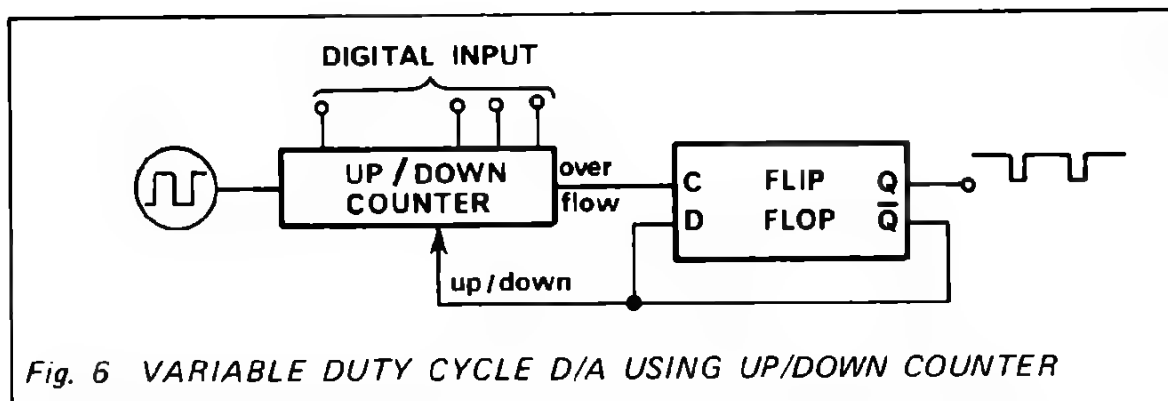 DIGITAL INPUT
UP / DOWN
COUNTER
over
flow
C FLIP Q
D FLOP Q̅
up/down
Fig. 6 VARIABLE DUTY CYCLE D/A USING UP/DOWN COUNTER